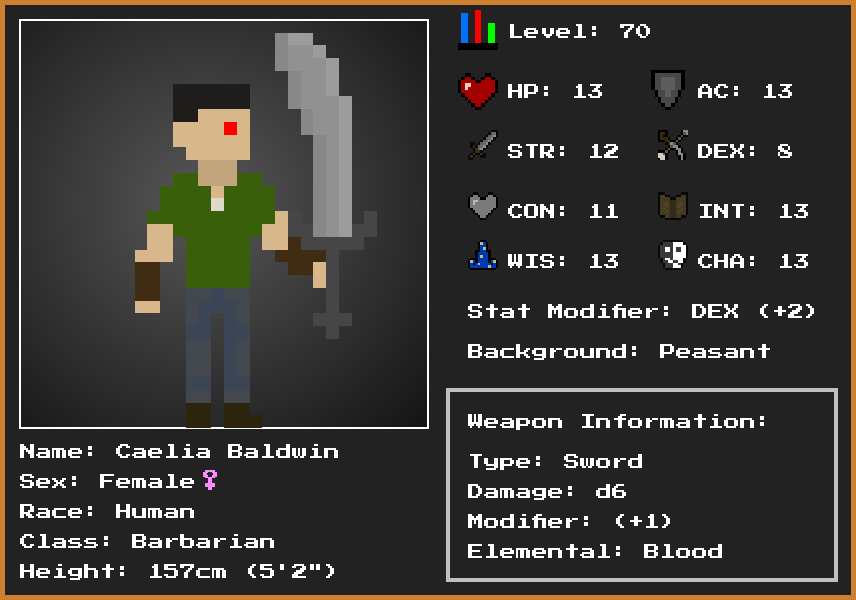 Level: 70
HP: 13
AC: 13
STR: 12
DEX: 8
CON: 11
INT: 13
WIS: 13
CHA: 13
Stat Modifier: DEX (+2)
Background: Peasant
Weapon Information:
Type: Sword
Damage: d6
Modifier: (+1)
Elemental: Blood
Name: Caelia Baldwin
Sex: Female♀
Race: Human
Class: Barbarian
Height: 157cm (5'2")